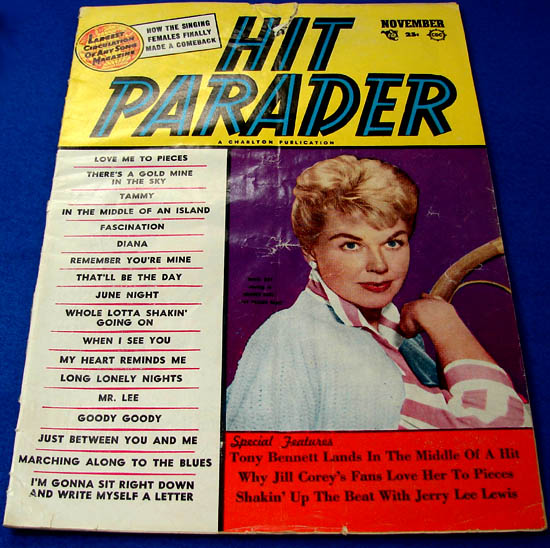 LARGEST
CIRCULATION
OF ANY SONG
MAGAZINE
HOW THE SINGING
FEMALES FINALLY
MADE A COMEBACK
NOVEMBER
25¢
CDC
HIT
PARADER
A CHARLTON PUBLICATION
LOVE ME TO PIECES
THERE'S A GOLD MINE
IN THE SKY
TAMMY
IN THE MIDDLE OF AN ISLAND
FASCINATION
DIANA
REMEMBER YOU'RE MINE
THAT'LL BE THE DAY
JUNE NIGHT
WHOLE LOTTA SHAKIN'
GOING ON
WHEN I SEE YOU
MY HEART REMINDS ME
LONG LONELY NIGHTS
MR. LEE
GOODY GOODY
JUST BETWEEN YOU AND ME
MARCHING ALONG TO THE BLUES
I'M GONNA SIT RIGHT DOWN
AND WRITE MYSELF A LETTER
Special Features
Tony Bennett Lands In The Middle Of A Hit
Why Jill Corey's Fans Love Her To Pieces
Shakin' Up The Beat With Jerry Lee Lewis